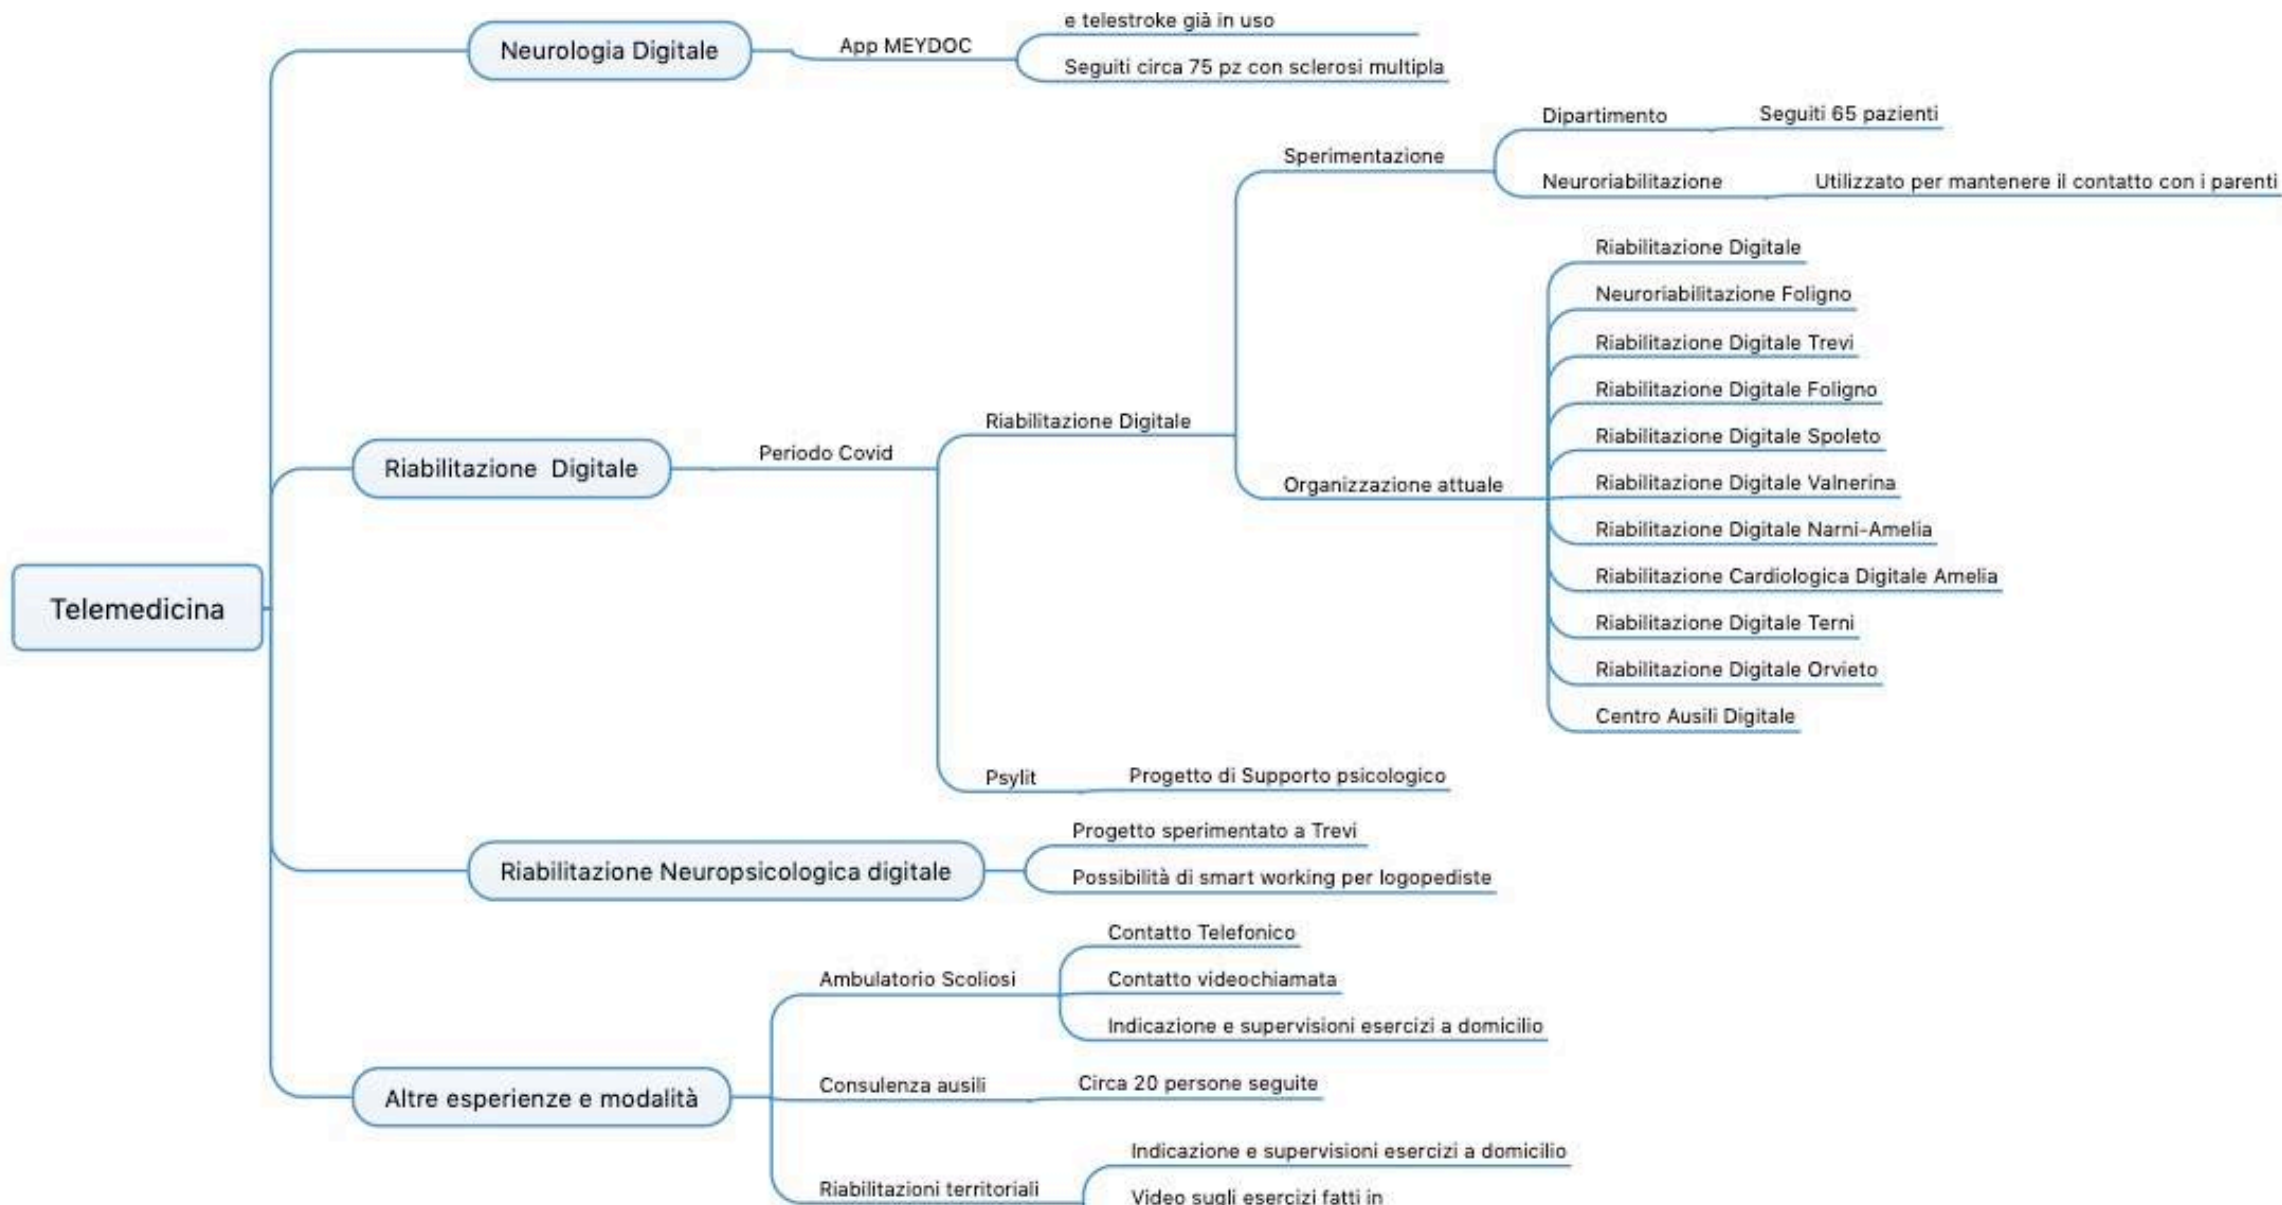 Telemedicina
Neurologia Digitale
App MEYDOC
e telestroke già in uso
Seguiti circa 75 pz con sclerosi multipla
Riabilitazione  Digitale
Periodo Covid
Riabilitazione Digitale
Sperimentazione
Dipartimento
Seguiti 65 pazienti
Neuroriabilitazione
Utilizzato per mantenere il contatto con i parenti
Organizzazione attuale
Riabilitazione Digitale
Neuroriabilitazione Foligno
Riabilitazione Digitale Trevi
Riabilitazione Digitale Foligno
Riabilitazione Digitale Spoleto
Riabilitazione Digitale Valnerina
Riabilitazione Digitale Narni-Amelia
Riabilitazione Cardiologica Digitale Amelia
Riabilitazione Digitale Terni
Riabilitazione Digitale Orvieto
Centro Ausili Digitale
Psylit
Progetto di Supporto psicologico
Riabilitazione Neuropsicologica digitale
Progetto sperimentato a Trevi
Possibilità di smart working per logopediste
Altre esperienze e modalità
Ambulatorio Scoliosi
Contatto Telefonico
Contatto videochiamata
Indicazione e supervisioni esercizi a domicilio
Consulenza ausili
Circa 20 persone seguite
Riabilitazioni territoriali
Indicazione e supervisioni esercizi a domicilio
Video sugli esercizi fatti in